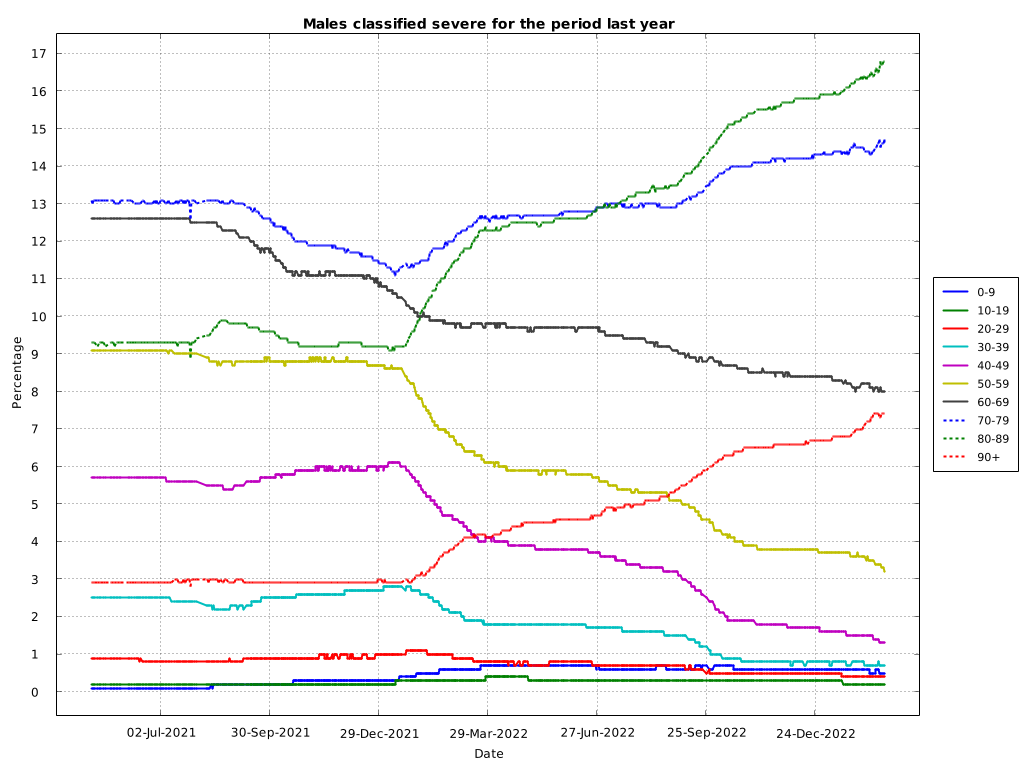 Males classified severe for the period last year
17
16
15
14
13
12
11
10
9
8
7
6
5
4
3
2
1
0
Percentage
02-Jul-2021
30-Sep-2021
29-Dec-2021
29-Mar-2022
27-Jun-2022
25-Sep-2022
24-Dec-2022
Date
0-9
10-19
20-29
30-39
40-49
50-59
60-69
70-79
80-89
90+